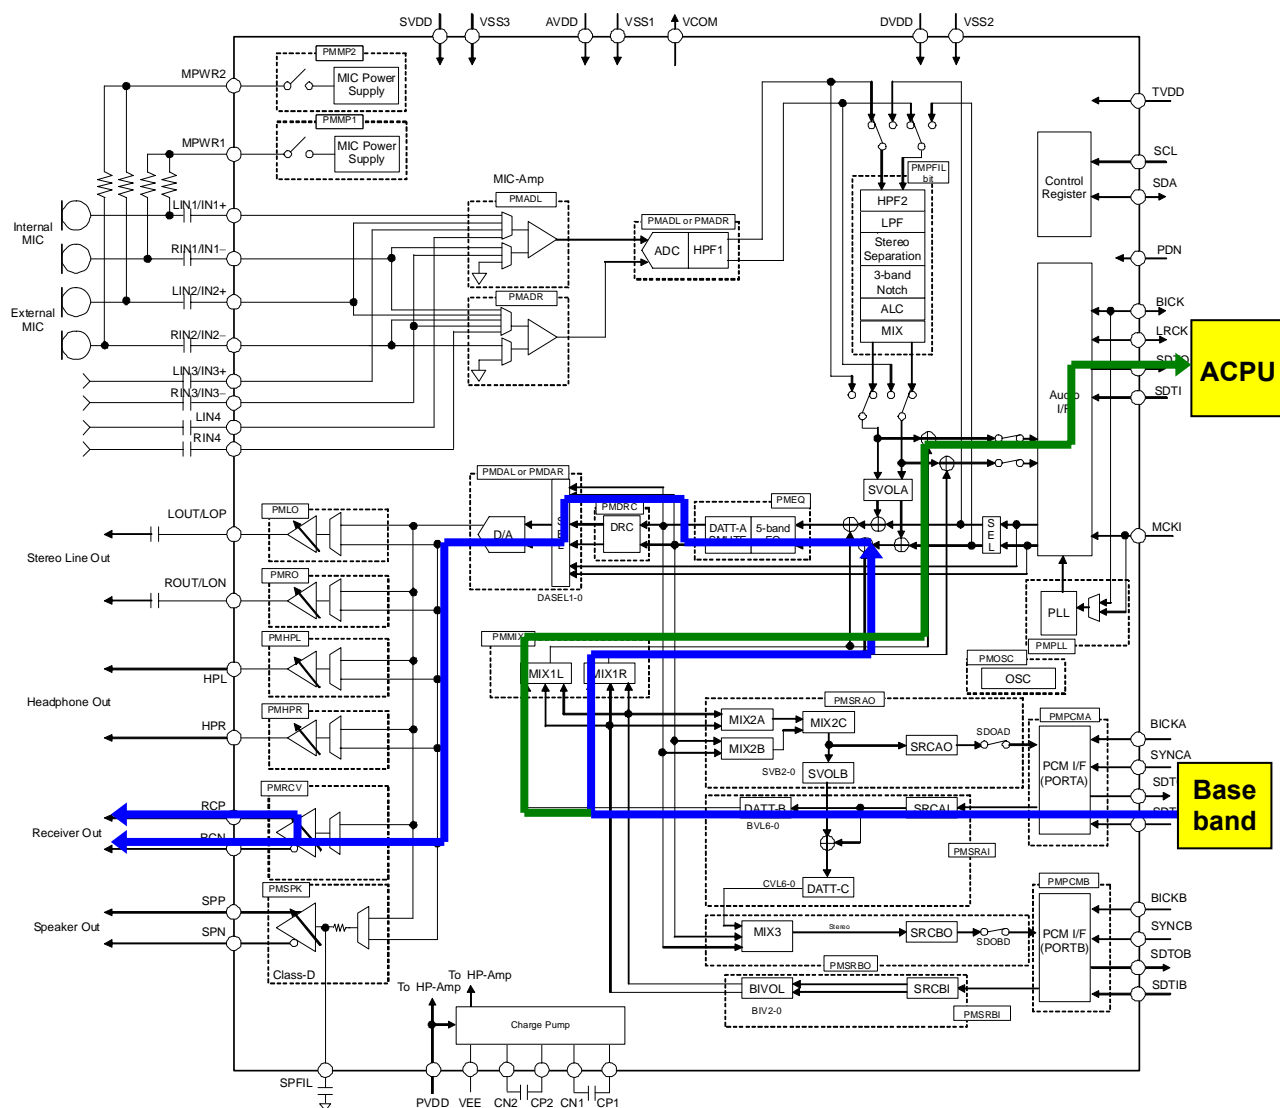 SVDD
VSS3
AVDD
VSS1
VCOM
DVDD
VSS2
PMMP2
MPWR2
MIC Power
Supply
TVDD
PMMP1
MPWR1
MIC Power
Supply
SCL
Control
Register
SDA
MIC-Amp
PMADL
PMPFIL
bit
HPF2
LPF
Stereo
Separation
3-band
Notch
ALC
MIX
Internal
MIC
LIN1/IN1+
RIN1/IN1−
PMADL or PMADR
ADC
HPF1
PDN
External
MIC
LIN2/IN2+
RIN2/IN2−
PMADR
BICK
LRCK
SDTO
ACPU
SDTI
Audio
I/F
LIN3/IN3+
RIN3/IN3−
LIN4
RIN4
PMDAL or PMDAR
SVOLA
PMEQ
PMDRC
PMLO
LOUT/LOP
D/A
DRC
DATT-A
SMUTE
5-band
EQ
S
E
L
MCKI
Stereo Line Out
DASEL1-0
PMRO
ROUT/LON
PLL
PMPLL
PMMIX
PMHPL
HPL
MIX1L
MIX1R
PMOSC
OSC
Headphone Out
PMSRAO
PMHPR
HPR
MIX2A
MIX2C
MIX2B
SRCAO
SDOAD
PMPCMA
BICKA
PCM I/F
(PORTA)
SYNCA
SVB2-0
SVOLB
PMRCV
RCP
RCN
Receiver Out
DATT-B
BVL6-0
SRCAI
Base
band
PMSRAI
PMSPK
SPP
SPN
Speaker Out
CVL6-0
DATT-C
PMPCMB
BICKB
MIX3
Stereo
SRCBO
SDOBD
PCM I/F
(PORTB)
SYNCB
Class-D
PMSRBO
SDTOB
To HP-Amp
To HP-Amp
BIVOL
BIV2-0
SRCBI
SDTIB
PMSRBI
Charge Pump
SPFIL
PVDD
VEE
CN2
CP2
CN1
CP1